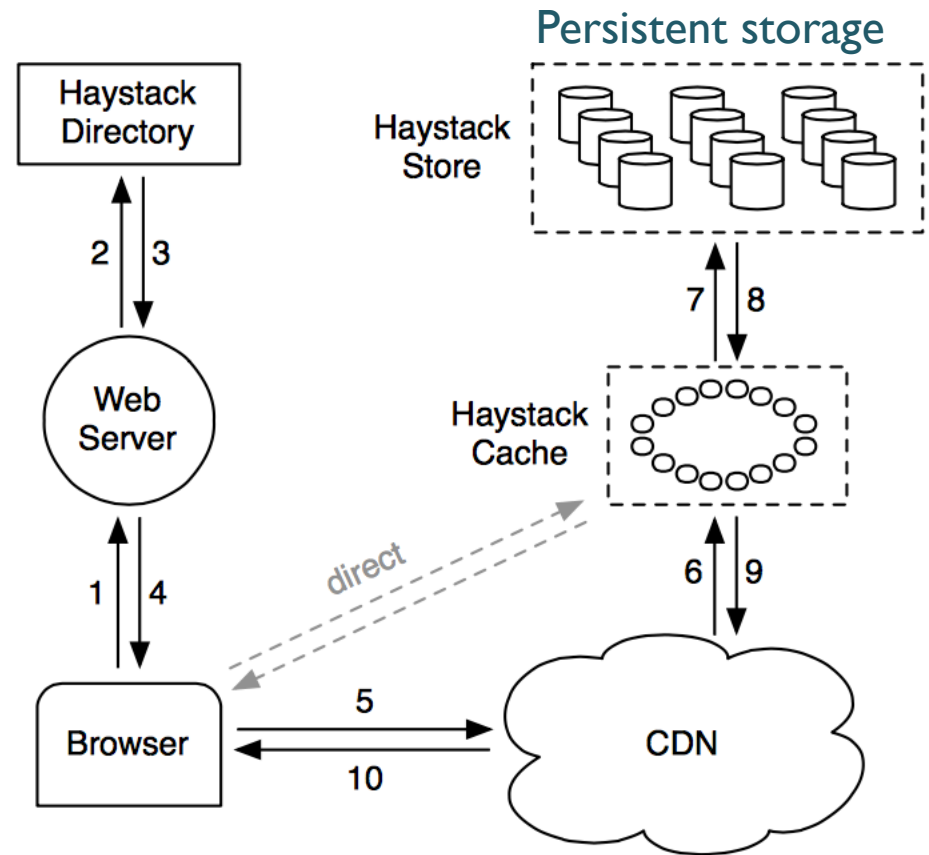 Persistent storage
Haystack
Directory
Haystack
Store
2
3
7
8
Web
Server
Haystack
Cache
direct
1
4
6
9
5
Browser
CDN
10